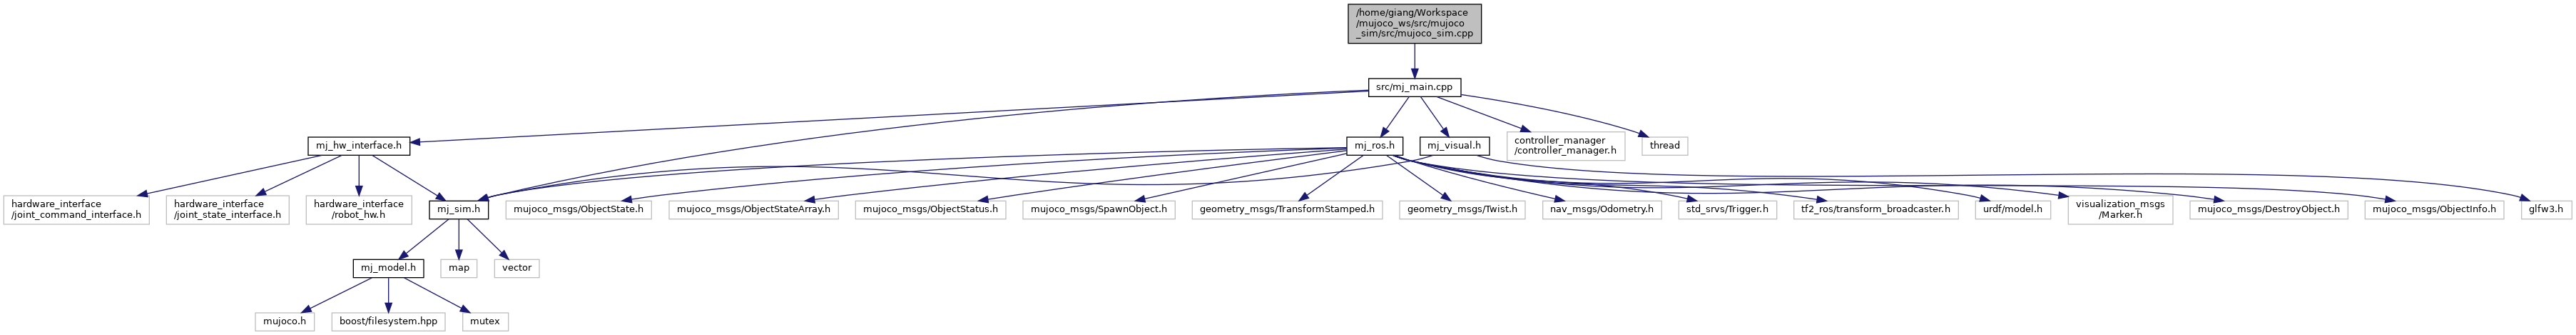 /home/giang/Workspace
/mujoco_ws/src/mujoco
_sim/src/mujoco_sim.cpp
src/mj_main.cpp
mj_hw_interface.h
mj_ros.h
mj_visual.h
controller_manager
/controller_manager.h
thread
hardware_interface
/joint_command_interface.h
hardware_interface
/joint_state_interface.h
hardware_interface
/robot_hw.h
mj_sim.h
mujoco_msgs/ObjectState.h
mujoco_msgs/ObjectStateArray.h
mujoco_msgs/ObjectStatus.h
mujoco_msgs/SpawnObject.h
geometry_msgs/TransformStamped.h
geometry_msgs/Twist.h
nav_msgs/Odometry.h
std_srvs/Trigger.h
tf2_ros/transform_broadcaster.h
urdf/model.h
visualization_msgs
/Marker.h
mujoco_msgs/DestroyObject.h
mujoco_msgs/ObjectInfo.h
glfw3.h
mj_model.h
map
vector
mujoco.h
boost/filesystem.hpp
mutex